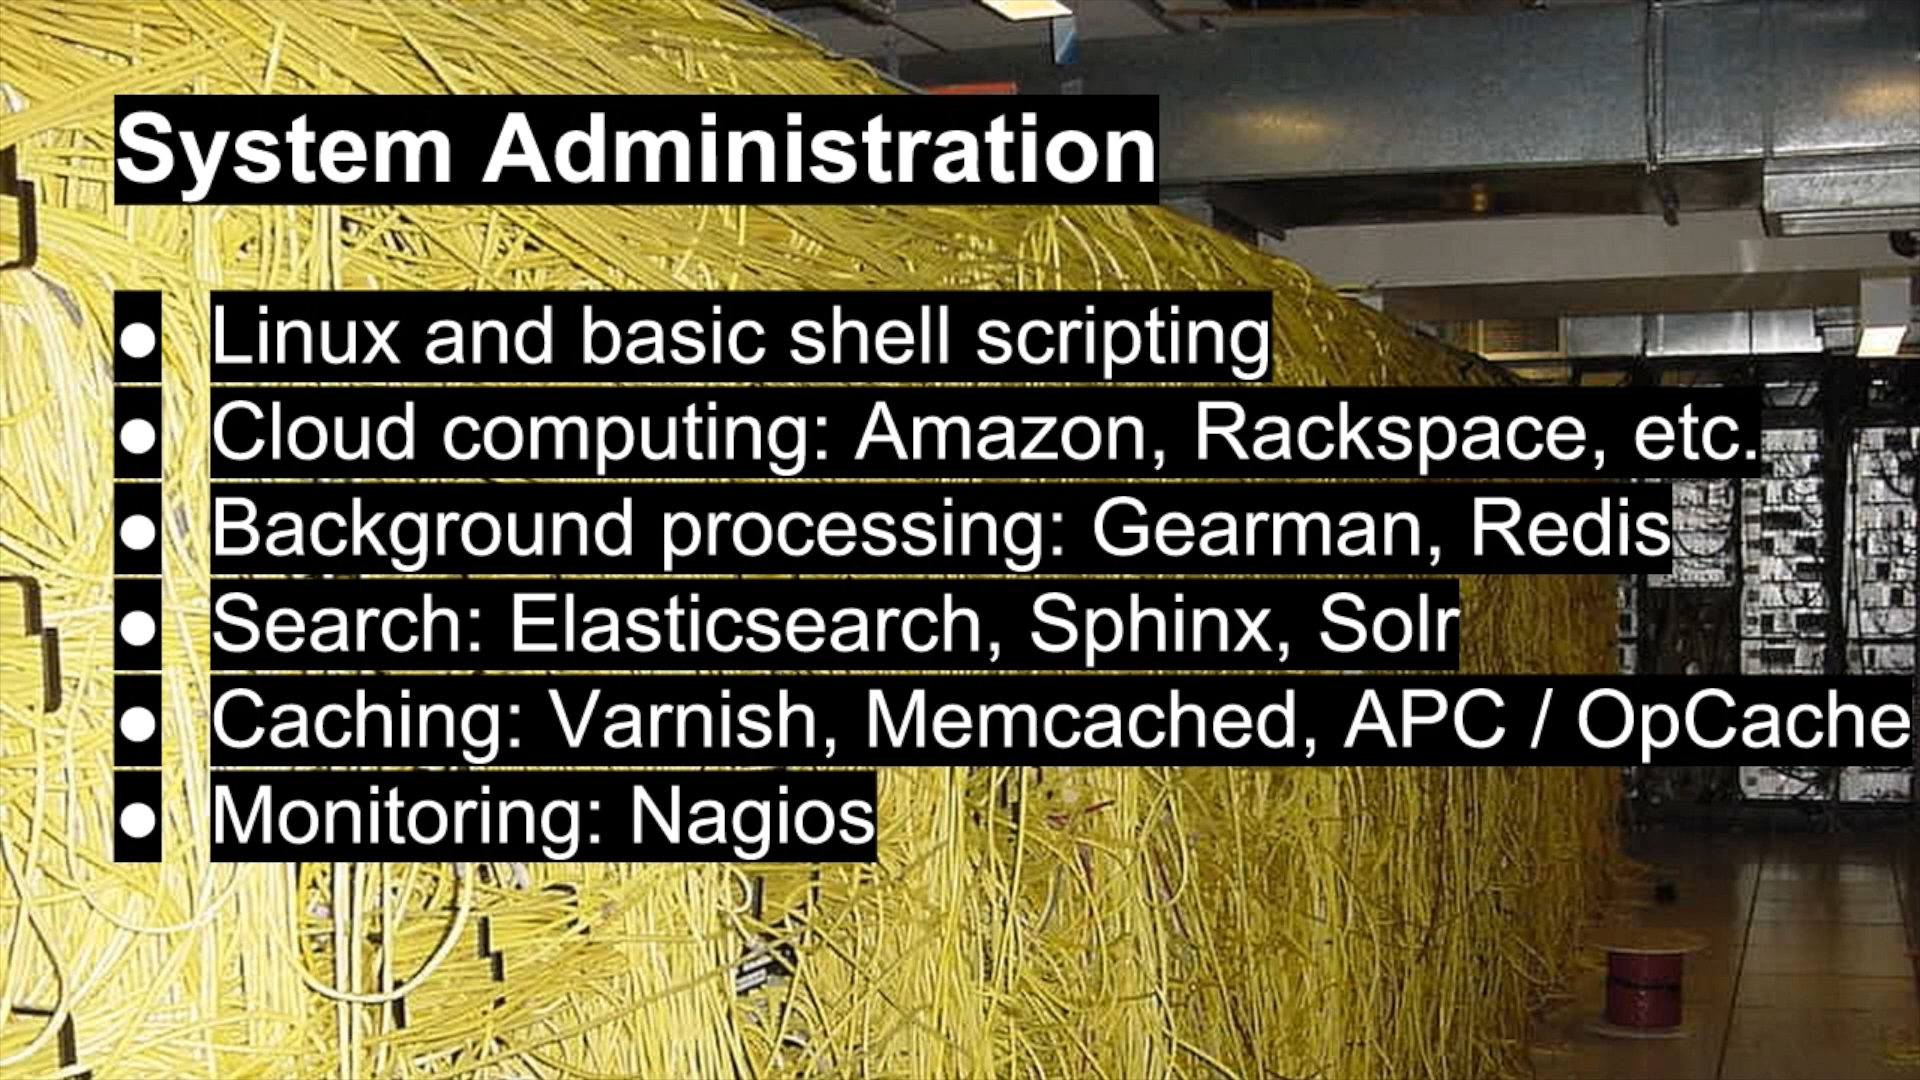 System Administration
● Linux and basic shell scripting
● Cloud computing: Amazon, Rackspace, etc.
● Background processing: Gearman, Redis
● Search: Elasticsearch, Sphinx, Solr
● Caching: Varnish, Memcached, APC / OpCache
● Monitoring: Nagios